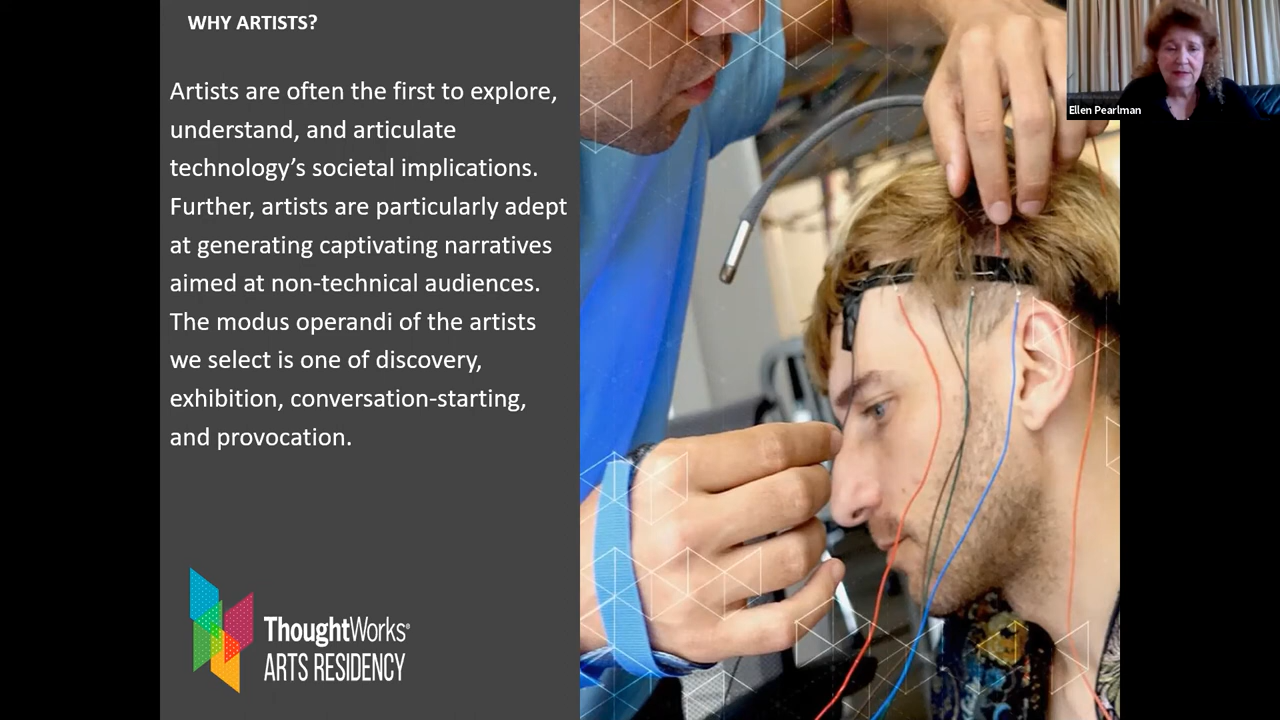 WHY ARTISTS?
Artists are often the first to explore,
understand, and articulate
technology’s societal implications.
Further, artists are particularly adept
at generating captivating narratives
aimed at non-technical audiences.
The modus operandi of the artists
we select is one of discovery,
exhibition, conversation-starting,
and provocation.
ThoughtWorks®
ARTS RESIDENCY
Ellen Pearlman